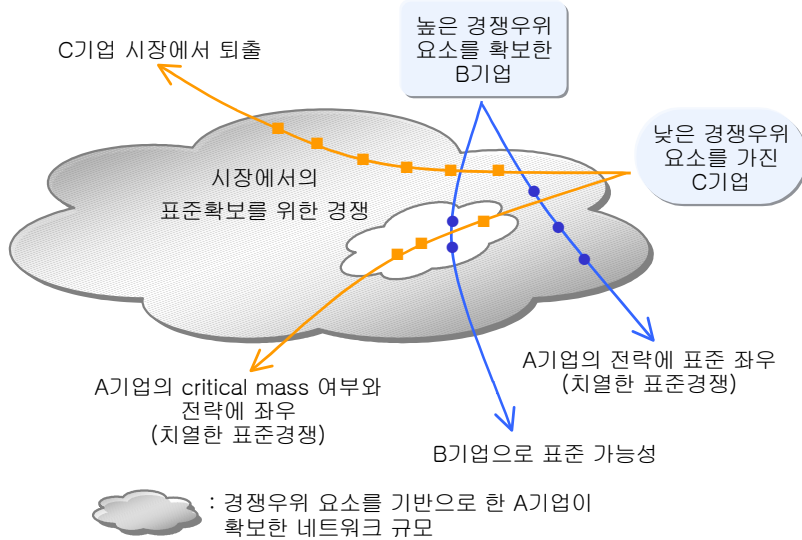 높은 경쟁우위
요소를 확보한
B기업
C기업 시장에서 퇴출
낮은 경쟁우위
요소를 가진
C기업
시장에서의
표준확보를 위한 경쟁
A기업의 전략에 표준 좌우
(치열한 표준경쟁)
A기업의 critical mass 여부와
전략에 좌우
(치열한 표준경쟁)
B기업으로 표준 가능성
: 경쟁우위 요소를 기반으로 한 A기업이
확보한 네트워크 규모